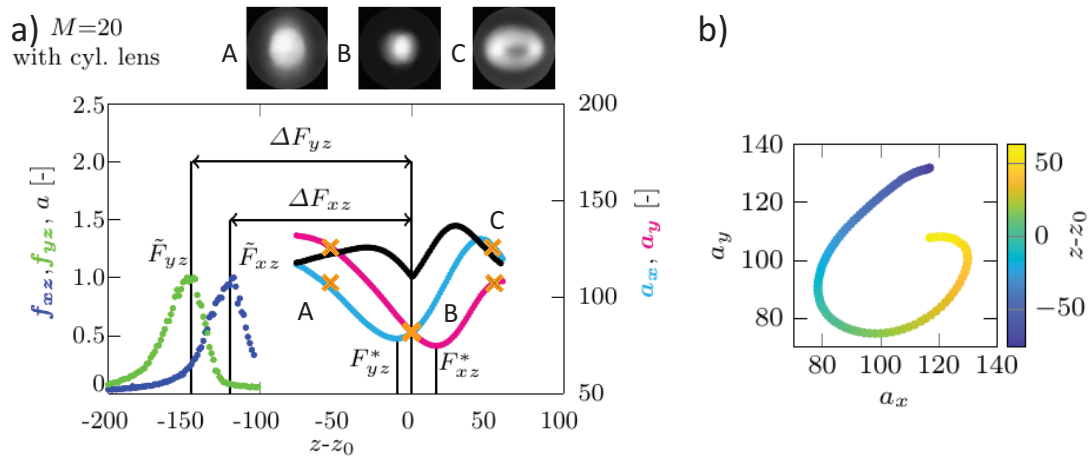 a) M=20
with cyl. lens
A
B
C
2.5
2.0
1.5
1.0
0.5
0
f_xz, f_yz, a [-]
-200
-150
-100
-50
0
50
100
z-z_0
200
150
100
50
a_x, a_y [-]
ΔF_yz
ΔF_xz
F̃_yz
F̃_xz
A
B
C
F*_yz
F*_xz
b)
140
120
100
80
a_y
80
100
120
140
a_x
50
0
−50
z-z_0